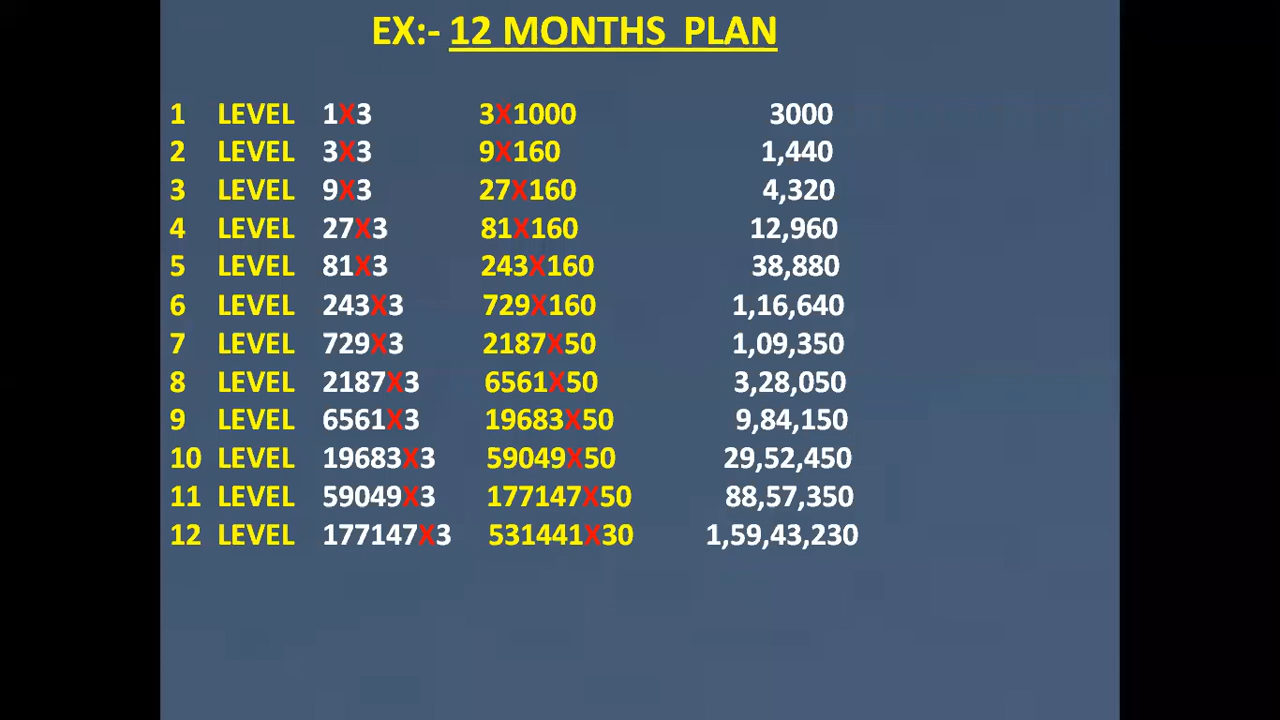 EX:- 12 MONTHS PLAN
1 LEVEL 1X3 3X1000 3000
2 LEVEL 3X3 9X160 1,440
3 LEVEL 9X3 27X160 4,320
4 LEVEL 27X3 81X160 12,960
5 LEVEL 81X3 243X160 38,880
6 LEVEL 243X3 729X160 1,16,640
7 LEVEL 729X3 2187X50 1,09,350
8 LEVEL 2187X3 6561X50 3,28,050
9 LEVEL 6561X3 19683X50 9,84,150
10 LEVEL 19683X3 59049X50 29,52,450
11 LEVEL 59049X3 177147X50 88,57,350
12 LEVEL 177147X3 531441X30 1,59,43,230